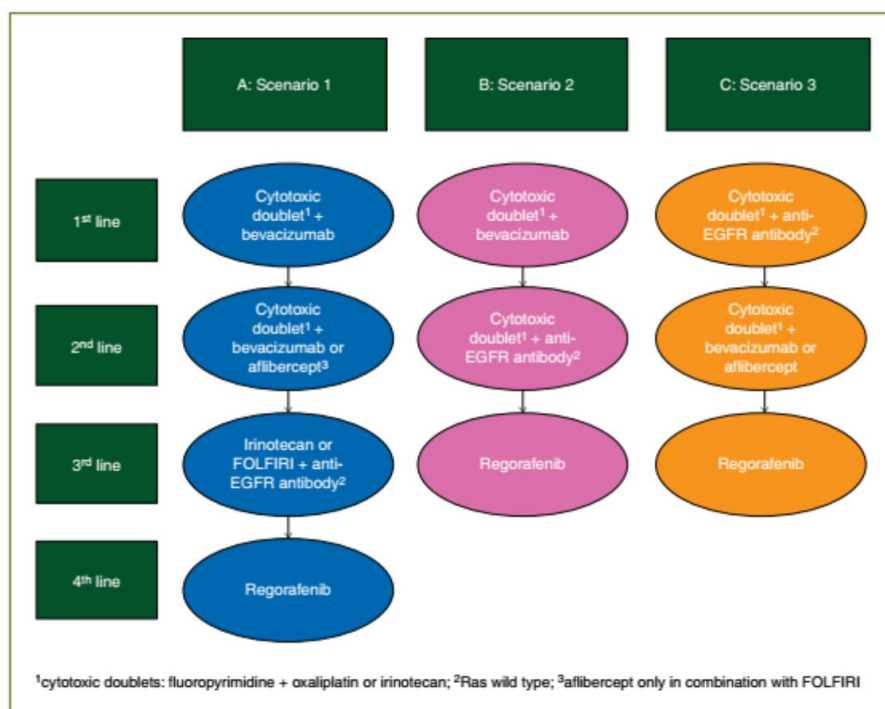 A: Scenario 1
B: Scenario 2
C: Scenario 3
1st line
Cytotoxic
doublet¹ +
bevacizumab
Cytotoxic
doublet¹ +
bevacizumab
Cytotoxic
doublet¹ + anti-
EGFR antibody²
2nd line
Cytotoxic
doublet¹ +
bevacizumab or
aflibercept³
Cytotoxic
doublet¹ + anti-
EGFR antibody²
Cytotoxic
doublet¹ +
bevacizumab or
aflibercept
3rd line
Irinotecan or
FOLFIRI + anti-
EGFR antibody²
Regorafenib
Regorafenib
4th line
Regorafenib
¹cytotoxic doublets: fluoropyrimidine + oxaliplatin or irinotecan; ²Ras wild type; ³aflibercept only in combination with FOLFIRI